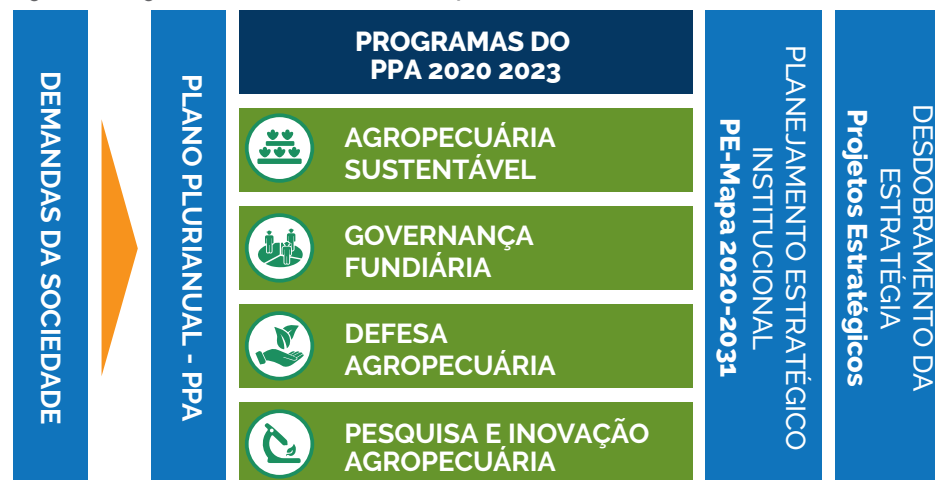 DEMANDAS DA SOCIEDADE
PLANO PLURIANUAL - PPA
PROGRAMAS DO
PPA 2020 2023
AGROPECUÁRIA
SUSTENTÁVEL
GOVERNANÇA
FUNDIÁRIA
DEFESA
AGROPECUÁRIA
PESQUISA E INOVAÇÃO
AGROPECUÁRIA
PLANEJAMENTO ESTRATÉGICO
INSTITUCIONAL
PE-Mapa 2020-2031
DESDOBRAMENTO DA
ESTRATÉGIA
Projetos Estratégicos